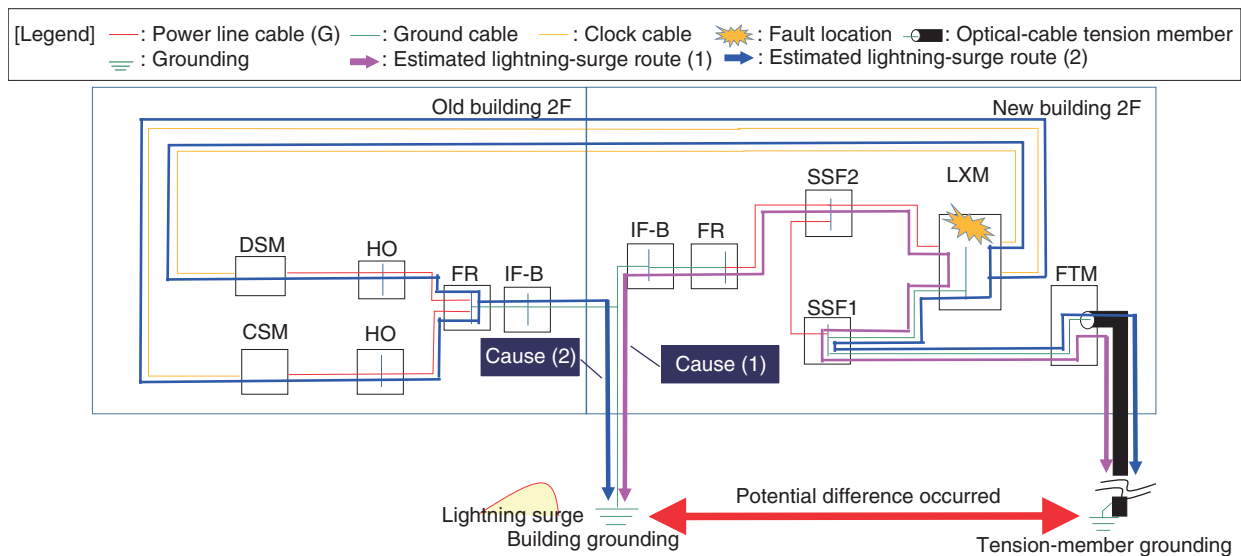 [Legend] : Power line cable (G) : Ground cable : Clock cable : Fault location : Optical-cable tension member
: Grounding : Estimated lightning-surge route (1) : Estimated lightning-surge route (2)
Old building 2F
New building 2F
SSF2
LXM
DSM
HO
FR
IF-B
IF-B
FR
FTM
CSM
HO
SSF1
Cause (2)
Cause (1)
Lightning surge
Building grounding
Potential difference occurred
Tension-member grounding